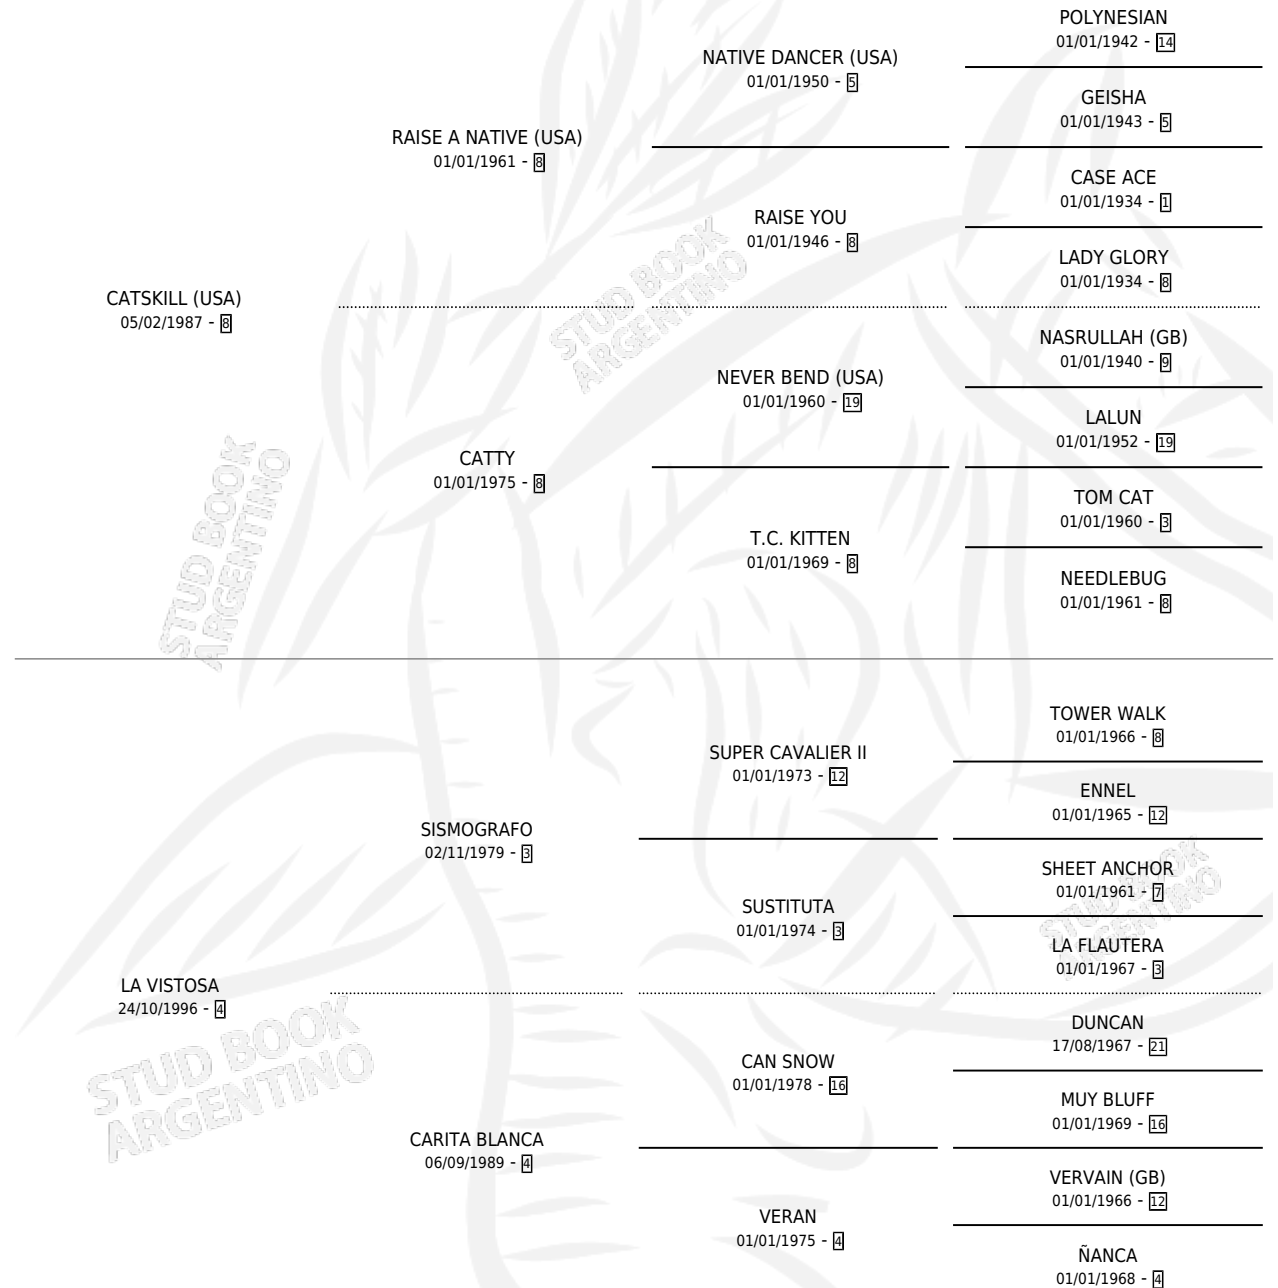 POLYNESIAN
01/01/1942 - 14
NATIVE DANCER (USA)
01/01/1950 - 5
GEISHA
01/01/1943 - 5
RAISE A NATIVE (USA)
01/01/1961 - 8
CASE ACE
01/01/1934 - 1
RAISE YOU
01/01/1946 - 8
LADY GLORY
01/01/1934 - 8
CATSKILL (USA)
05/02/1987 - 8
NASRULLAH (GB)
01/01/1940 - 9
NEVER BEND (USA)
01/01/1960 - 19
LALUN
01/01/1952 - 19
CATTY
01/01/1975 - 8
TOM CAT
01/01/1960 - 3
T.C. KITTEN
01/01/1969 - 8
NEEDLEBUG
01/01/1961 - 8
TOWER WALK
01/01/1966 - 8
SUPER CAVALIER II
01/01/1973 - 12
ENNEL
01/01/1965 - 12
SISMOGRAFO
02/11/1979 - 3
SHEET ANCHOR
01/01/1961 - 7
SUSTITUTA
01/01/1974 - 3
LA FLAUTERA
01/01/1967 - 3
LA VISTOSA
24/10/1996 - 4
DUNCAN
17/08/1967 - 21
CAN SNOW
01/01/1978 - 16
MUY BLUFF
01/01/1969 - 16
CARITA BLANCA
06/09/1989 - 4
VERVAIN (GB)
01/01/1966 - 12
VERAN
01/01/1975 - 4
ÑANCA
01/01/1968 - 4
STUD BOOK
ARGENTINO
STUD BOOK
ARGENTINO
STUD BOOK
ARGENTINO
STUD BOOK
ARGENTINO